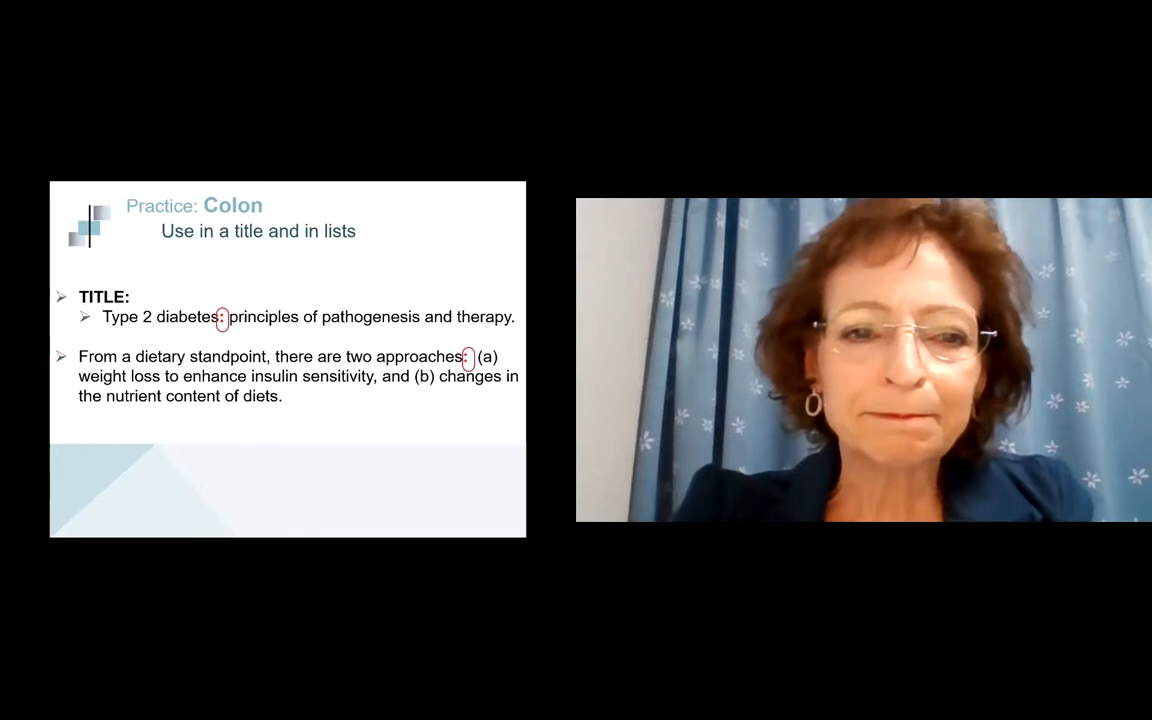 Practice: Colon
Use in a title and in lists
TITLE:
Type 2 diabetes: principles of pathogenesis and therapy.
From a dietary standpoint, there are two approaches: (a)
weight loss to enhance insulin sensitivity, and (b) changes in
the nutrient content of diets.